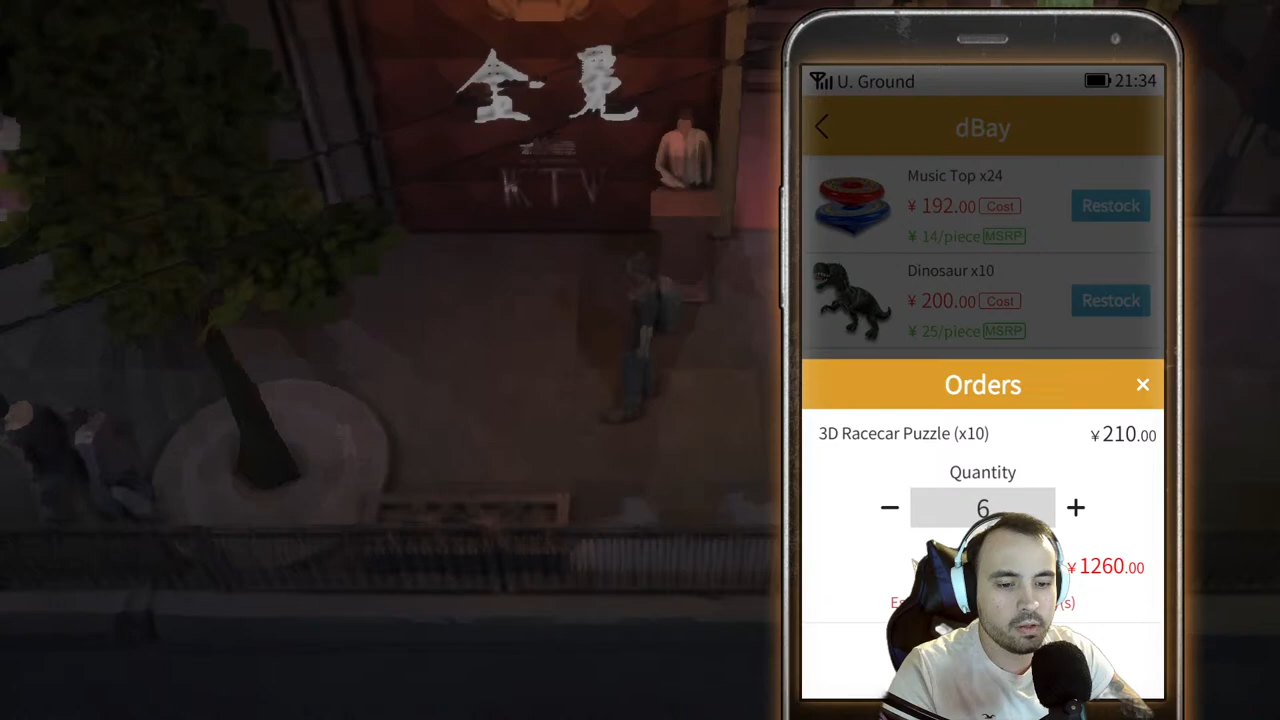 金 觅
KTV
U. Ground
21:34
dBay
Music Top x24
¥ 192.00 Cost
Restock
¥ 14/piece MSRP
Dinosaur x10
¥ 200.00 Cost
Restock
¥ 25/piece MSRP
Orders
3D Racecar Puzzle (x10)
¥210.00
Quantity
6
¥1260.00
(s)